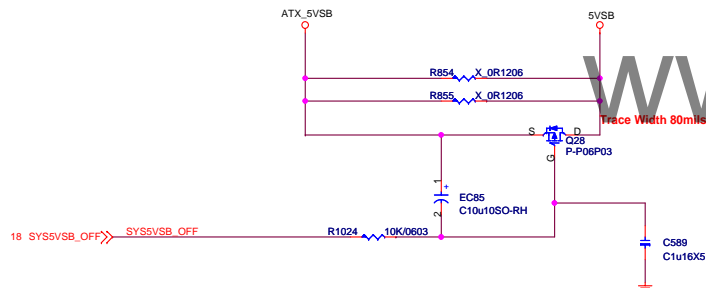 ATX_5VSB
5VSB
R854 X_0R1206
R855 X_0R1206
WV
Trace Width 80mils
S D
Q28
P-P06P03
G
1
+
EC85
C10u10SO-RH
2
18 SYS5VSB_OFF SYS5VSB_OFF
R1024 10K/0603
C589
C1u16X5